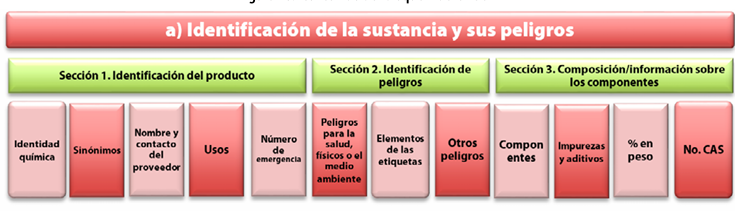 a) Identificación de la sustancia y sus peligros
Sección 1. Identificación del producto
Sección 2. Identificación de
peligros
Sección 3. Composición/información sobre
los componentes
Identidad
química
Sinónimos
Nombre y
contacto
del
proveedor
Usos
Número
de
emergencia
Peligros
para la
salud,
físicos o el
medio
ambiente
Elementos
de las
etiquetas
Otros
peligros
Compon
entes
Impurezas
y aditivos
% en
peso
No. CAS